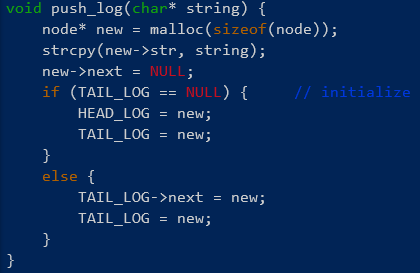 void push_log(char* string) {
    node* new = malloc(sizeof(node));
    strcpy(new->str, string);
    new->next = NULL;
    if (TAIL_LOG == NULL) {     // initialize
        HEAD_LOG = new;
        TAIL_LOG = new;
    }
    else {
        TAIL_LOG->next = new;
        TAIL_LOG = new;
    }
}